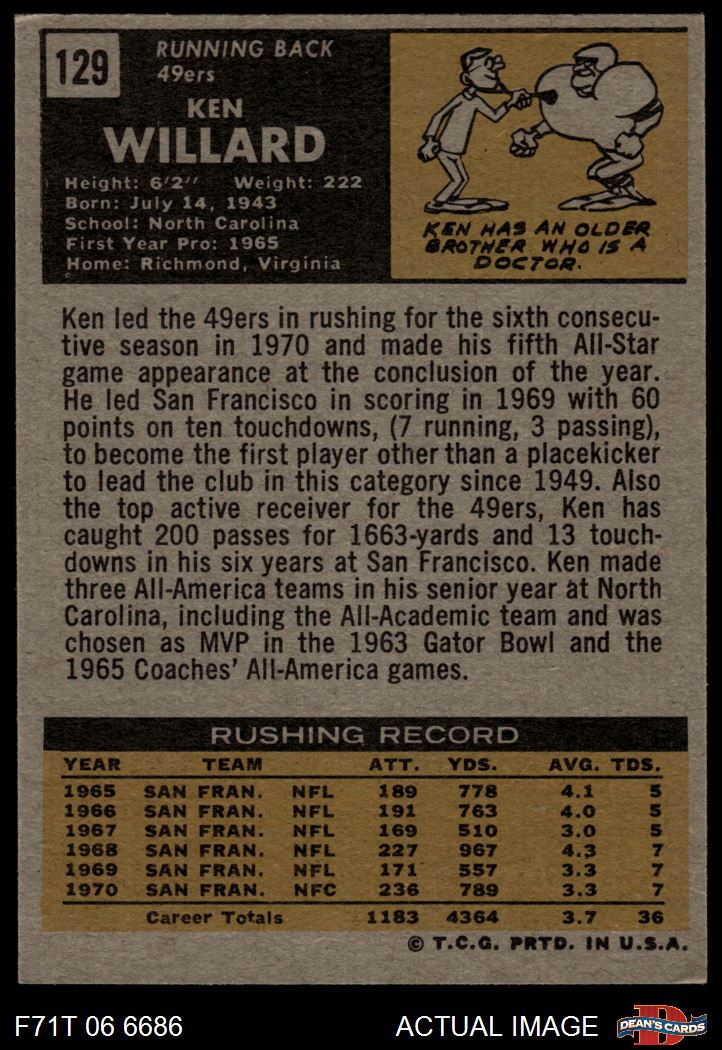 129
RUNNING BACK
49ers
KEN
WILLARD
Height: 6'2" Weight: 222
Born: July 14, 1943
School: North Carolina
First Year Pro: 1965
Home: Richmond, Virginia
KEN HAS AN OLDER
BROTHER WHO IS A
DOCTOR.
Ken led the 49ers in rushing for the sixth consecu-
tive season in 1970 and made his fifth All-Star
game appearance at the conclusion of the year.
He led San Francisco in scoring in 1969 with 60
points on ten touchdowns, (7 running, 3 passing),
to become the first player other than a placekicker
to lead the club in this category since 1949. Also
the top active receiver for the 49ers, Ken has
caught 200 passes for 1663-yards and 13 touch-
downs in his six years at San Francisco. Ken made
three All-America teams in his senior year at North
Carolina, including the All-Academic team and was
chosen as MVP in the 1963 Gator Bowl and the
1965 Coaches' All-America games.
RUSHING RECORD
YEAR TEAM ATT. YDS. AVG. TDS.
1965 SAN FRAN. NFL 189 778 4.1 5
1966 SAN FRAN. NFL 191 763 4.0 5
1967 SAN FRAN. NFL 169 510 3.0 5
1968 SAN FRAN. NFL 227 967 4.3 7
1969 SAN FRAN. NFL 171 557 3.3 7
1970 SAN FRAN. NFC 236 789 3.3 7
Career Totals 1183 4364 3.7 36
© T.C.G. PRTD. IN U.S.A.
F71T 06 6686 ACTUAL IMAGE D DEAN'S CARDS